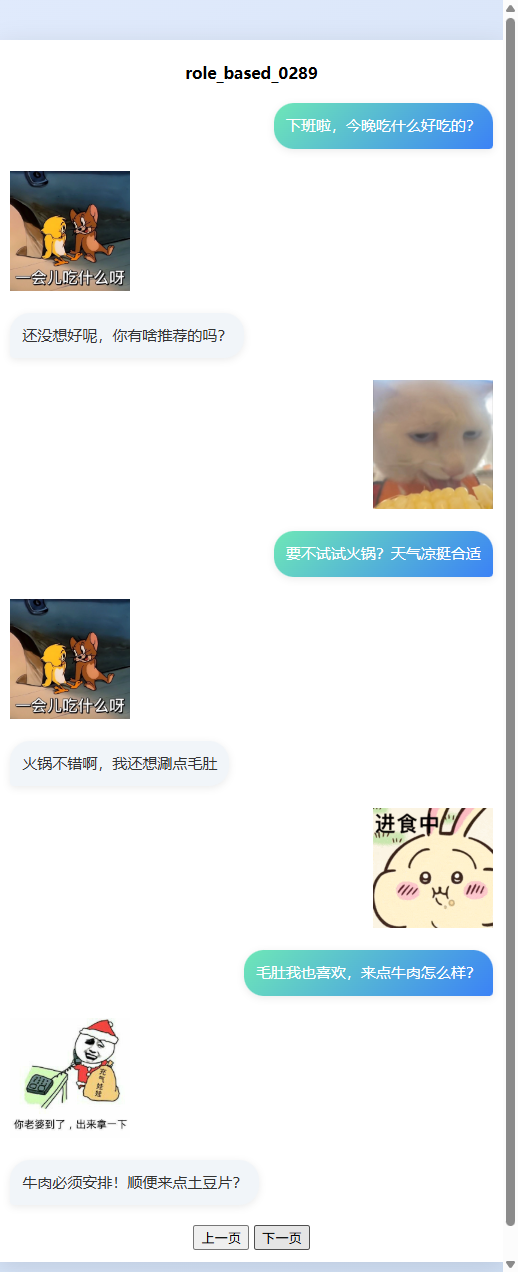 role_based_0289
下班啦，今晚吃什么好吃的？
一会儿吃什么呀
还没想好呢，你有啥推荐的吗？
要不试试火锅？天气凉挺合适
一会儿吃什么呀
火锅不错啊，我还想涮点毛肚
进食中
毛肚我也喜欢，来点牛肉怎么样？
充气娃娃
你老婆到了，出来拿一下
牛肉必须安排！顺便来点土豆片？
上一页 下一页